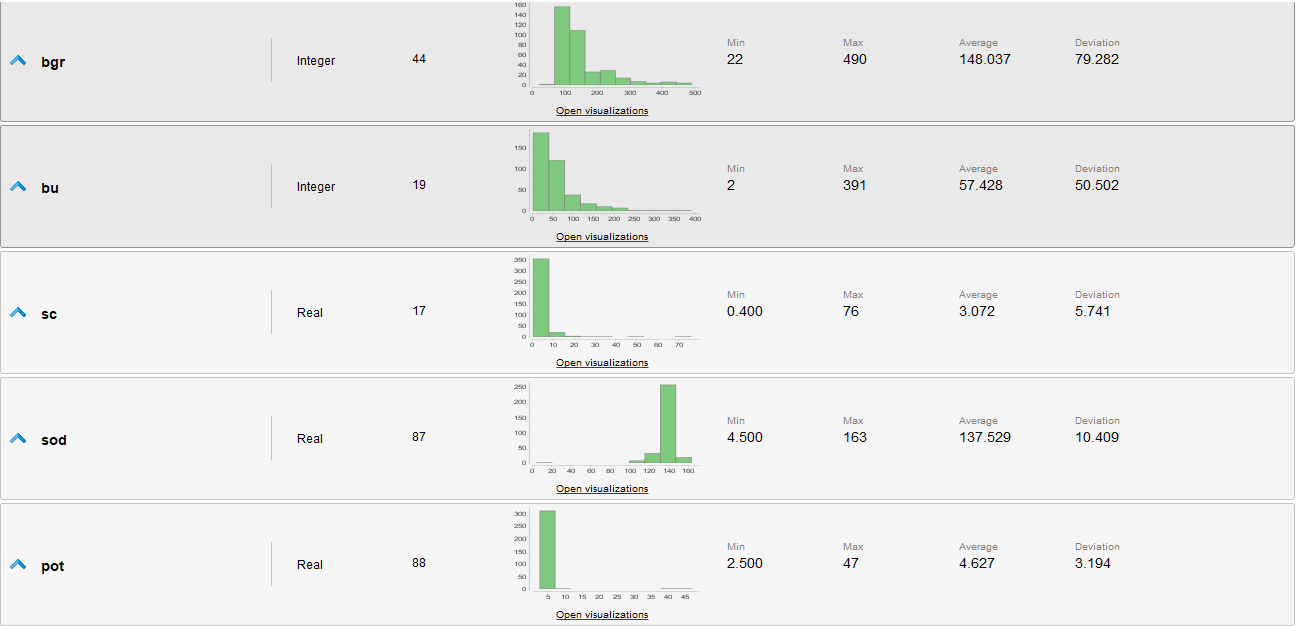 160
140
120
100
80
60
40
20
0
100 200 300 400 500
bgr Integer 44 Min Max Average Deviation
22 490 148.037 79.282
Open visualizations
150
100
50
0
0 50 100 150 200 250 300 350 400
bu Integer 19 Min Max Average Deviation
2 391 57.428 50.502
Open visualizations
350
300
250
200
150
100
50
0
0 10 20 30 40 50 60 70
sc Real 17 Min Max Average Deviation
0.400 76 3.072 5.741
Open visualizations
250
200
150
100
50
0
0 20 40 60 80 100 120 140 160
sod Real 87 Min Max Average Deviation
4.500 163 137.529 10.409
Open visualizations
300
250
200
150
100
50
0
5 10 15 20 25 30 35 40 45
pot Real 88 Min Max Average Deviation
2.500 47 4.627 3.194
Open visualizations